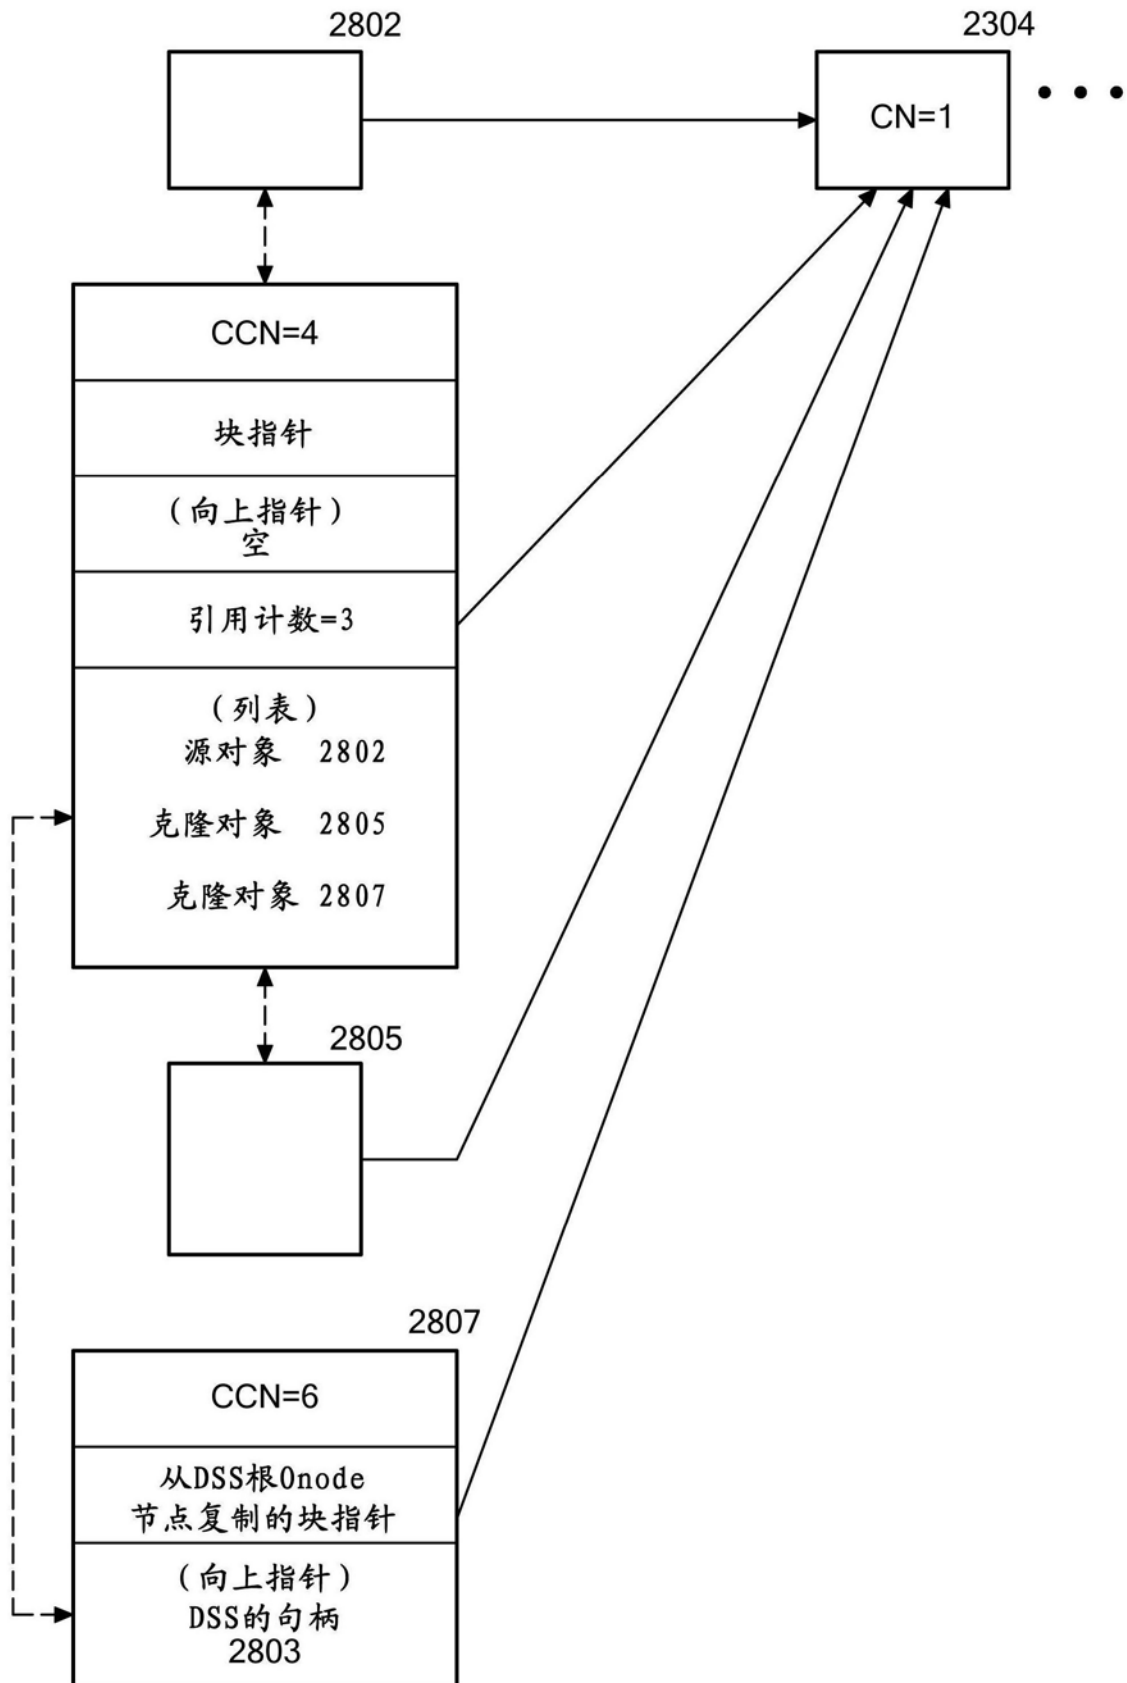 2802
2304
CN=1
CCN=4
块指针
(向上指针)
空
引用计数=3
(列表)
源对象 2802
克隆对象 2805
克隆对象 2807
2805
2807
CCN=6
从DSS根Onode
节点复制的块指针
(向上指针)
DSS的句柄
2803